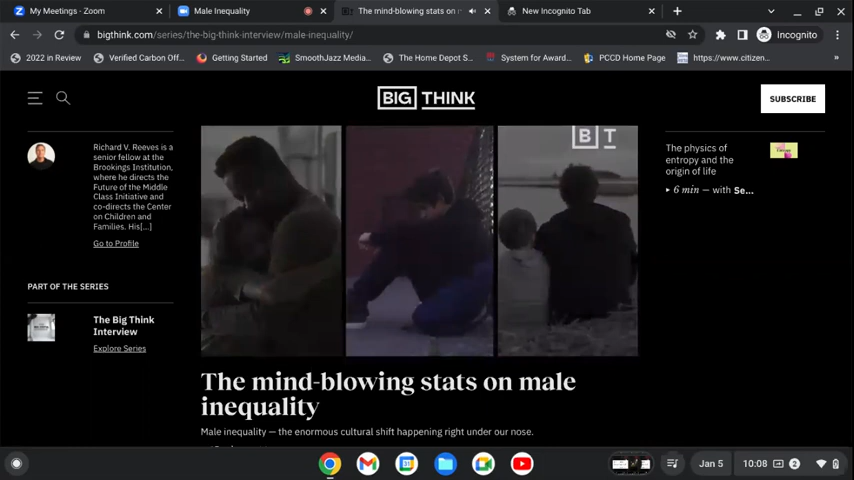 My Meetings - Zoom
Male Inequality
The mind-blowing stats on m
New Incognito Tab
bigthink.com/series/the-big-think-interview/male-inequality/
Incognito
2022 in Review
Verified Carbon Off...
Getting Started
SmoothJazz Media...
The Home Depot S...
System for Award...
PCCD Home Page
https://www.citizen...
BIG THINK
SUBSCRIBE
Richard V. Reeves is a
senior fellow at the
Brookings Institution,
where he directs the
Future of the Middle
Class Initiative and
co-directs the Center
on Children and
Families. His[...]
Go to Profile
PART OF THE SERIES
The Big Think
Interview
Explore Series
B T
The mind-blowing stats on male
inequality
Male inequality — the enormous cultural shift happening right under our nose.
The physics of
entropy and the
origin of life
6 min — with Se...
Jan 5
10:08
2